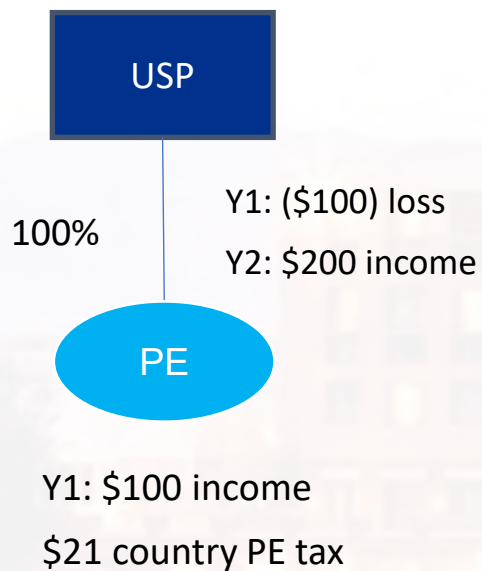 USP
100%
Y1: ($100) loss
Y2: $200 income
PE
Y1: $100 income
$21 country PE tax